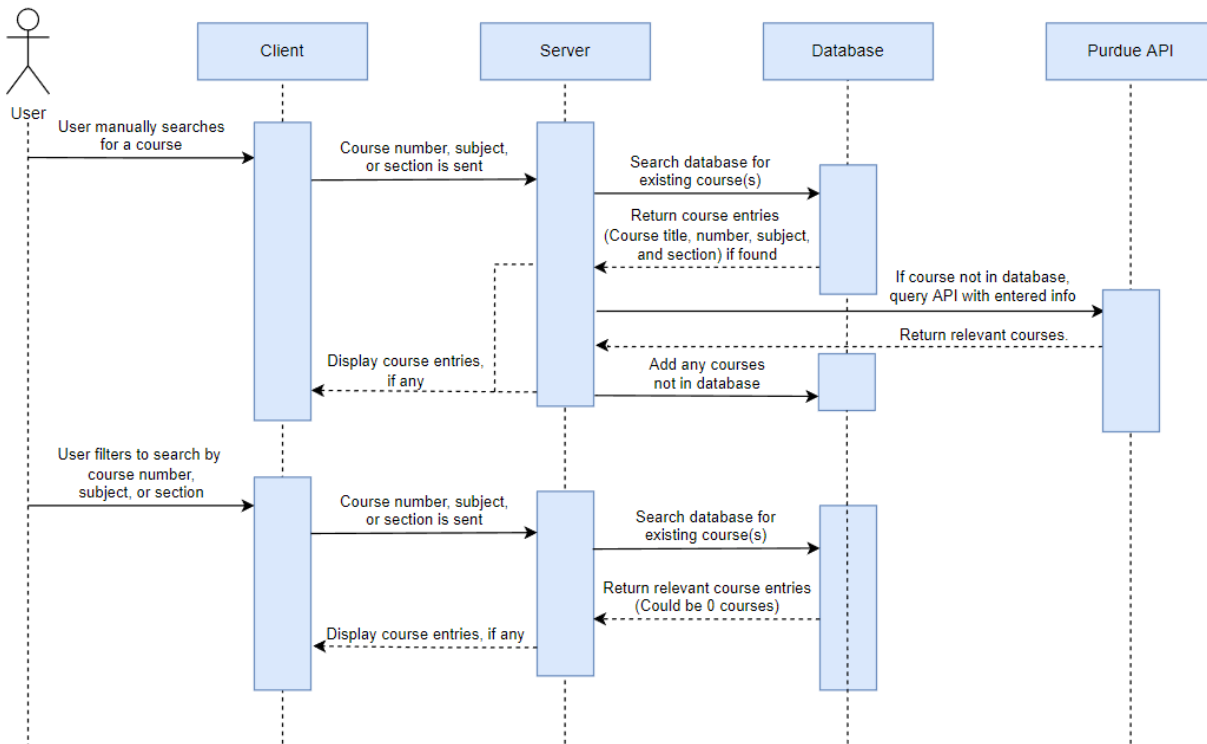 Client
Server
Database
Purdue API
User
User manually searches
for a course
Course number, subject,
or section is sent
Search database for
existing course(s)
Return course entries
(Course title, number, subject,
and section) if found
If course not in database,
query API with entered info
Return relevant courses.
Display course entries,
if any
Add any courses
not in database
User filters to search by
course number,
subject, or section
Course number, subject,
or section is sent
Search database for
existing course(s)
Return relevant course entries
(Could be 0 courses)
Display course entries, if any